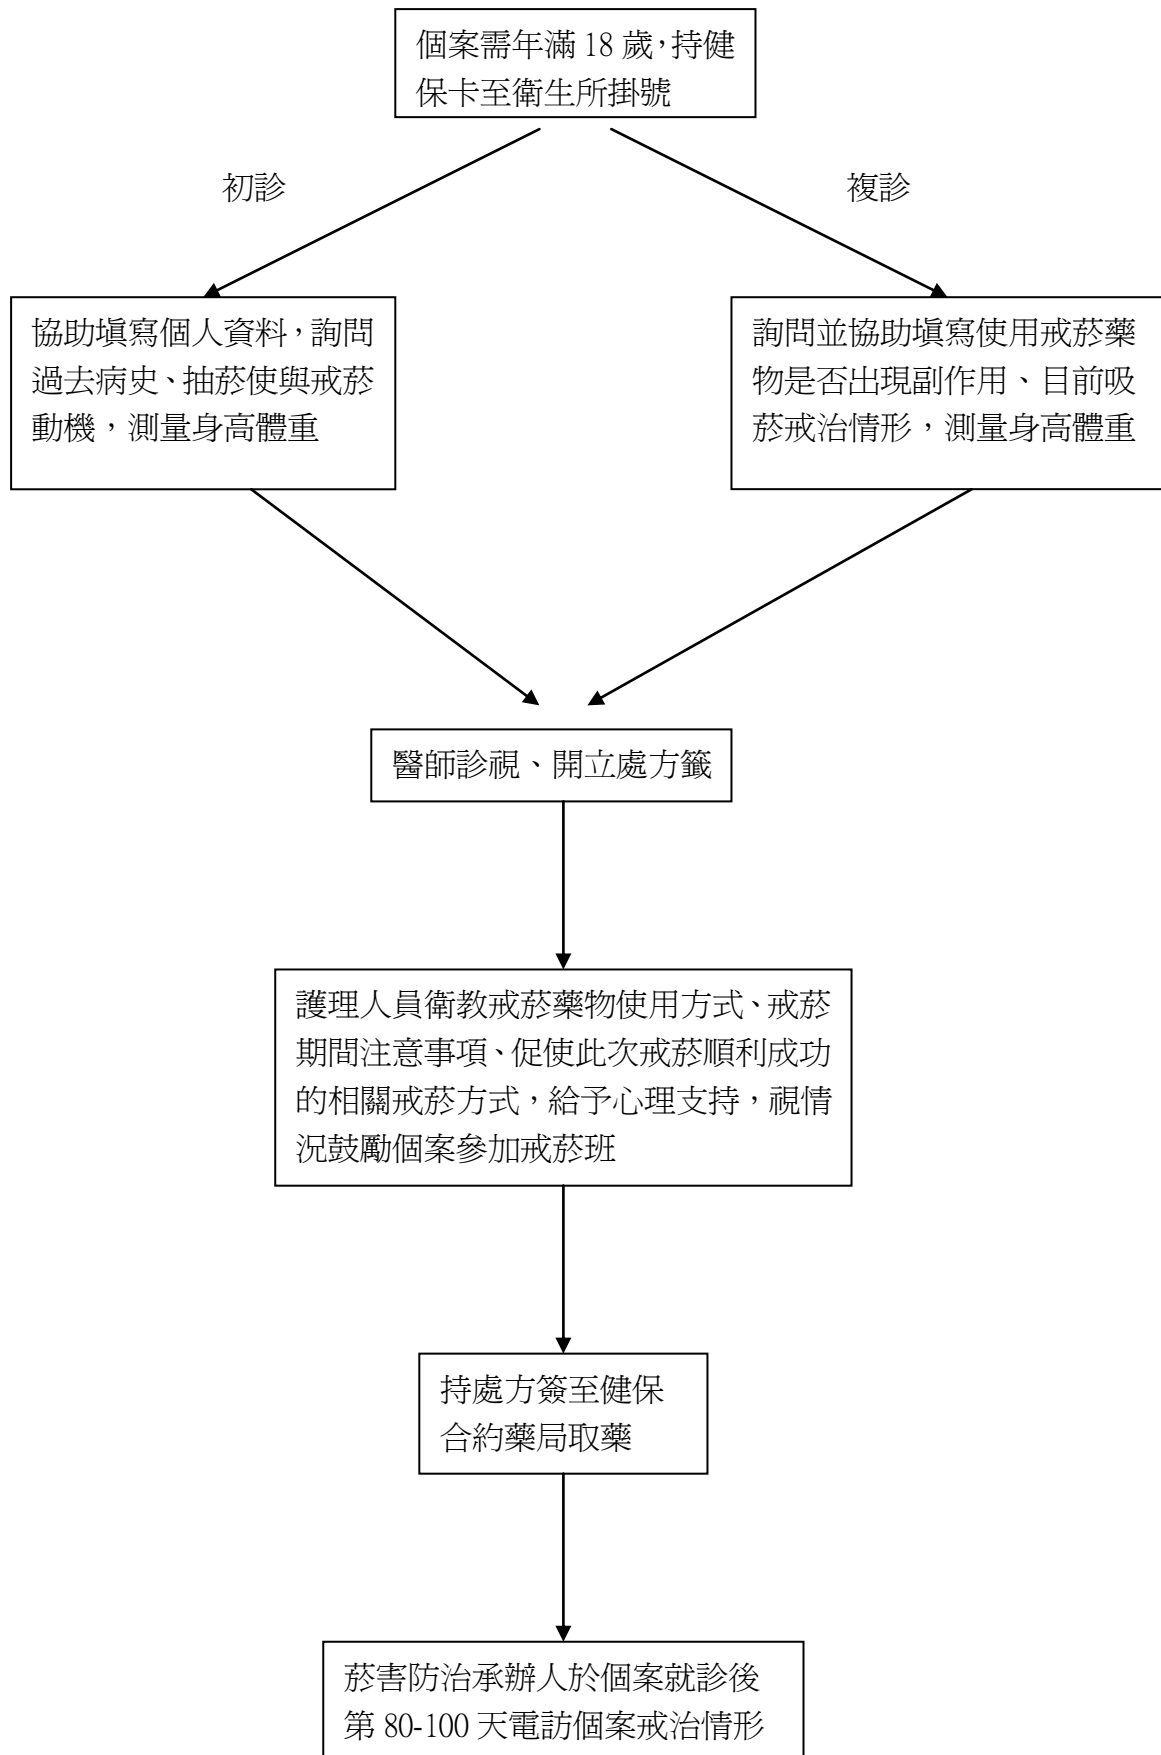 個案需年滿 18 歲，持健
保卡至衛生所掛號
初診
複診
協助填寫個人資料，詢問
過去病史、抽菸使與戒菸
動機，測量身高體重
詢問並協助填寫使用戒菸藥
物是否出現副作用、目前吸
菸戒治情形，測量身高體重
醫師診視、開立處方籤
護理人員衛教戒菸藥物使用方式、戒菸
期間注意事項、促使此次戒菸順利成功
的相關戒菸方式，給予心理支持，視情
況鼓勵個案參加戒菸班
持處方簽至健保
合約藥局取藥
菸害防治承辦人於個案就診後
第 80-100 天電訪個案戒治情形